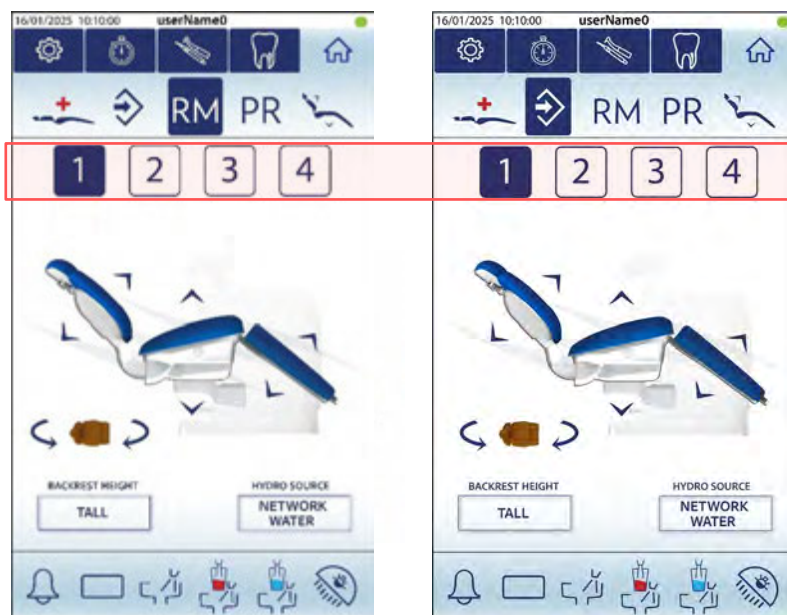 16/01/2025 10:10:00 userName0
RM PR
1 2 3 4
BACKREST HEIGHT
TALL
HYDRO SOURCE
NETWORK
WATER
16/01/2025 10:10:00 userName0
RM PR
1 2 3 4
BACKREST HEIGHT
TALL
HYDRO SOURCE
NETWORK
WATER